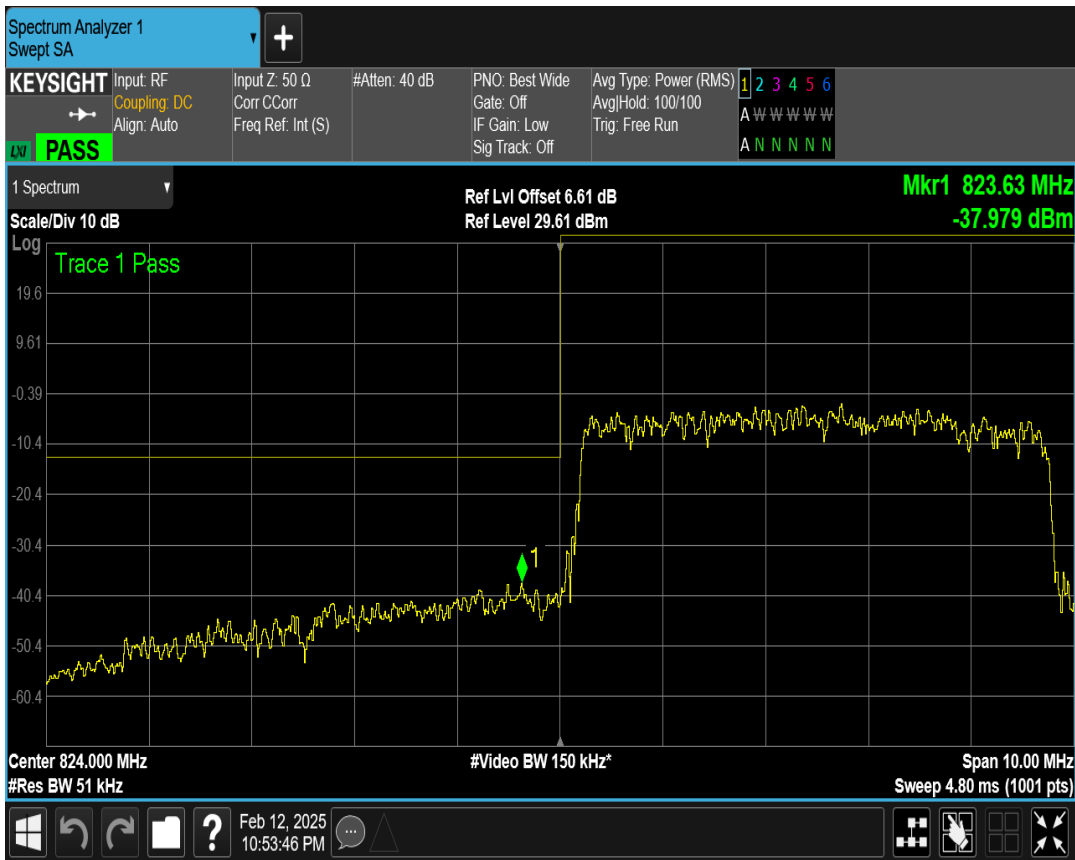 Spectrum Analyzer 1
Swept SA
+
KEYSIGHT
LXI
PASS
Input: RF
Coupling: DC
Align: Auto
Input Z: 50 Ω
Corr CCorr
Freq Ref: Int (S)
#Atten: 40 dB
PNO: Best Wide
Gate: Off
IF Gain: Low
Sig Track: Off
Avg Type: Power (RMS)
Avg|Hold: 100/100
Trig: Free Run
1 2 3 4 5 6
A W W W W W
A N N N N N
1 Spectrum
Scale/Div 10 dB
Log
Ref Lvl Offset 6.61 dB
Ref Level 29.61 dBm
Mkr1 823.63 MHz
-37.979 dBm
Trace 1 Pass
19.6
9.61
-0.39
-10.4
-20.4
-30.4
1
-40.4
-50.4
-60.4
Center 824.000 MHz
#Video BW 150 kHz*
Span 10.00 MHz
#Res BW 51 kHz
Sweep 4.80 ms (1001 pts)
?
Feb 12, 2025
10:53:46 PM